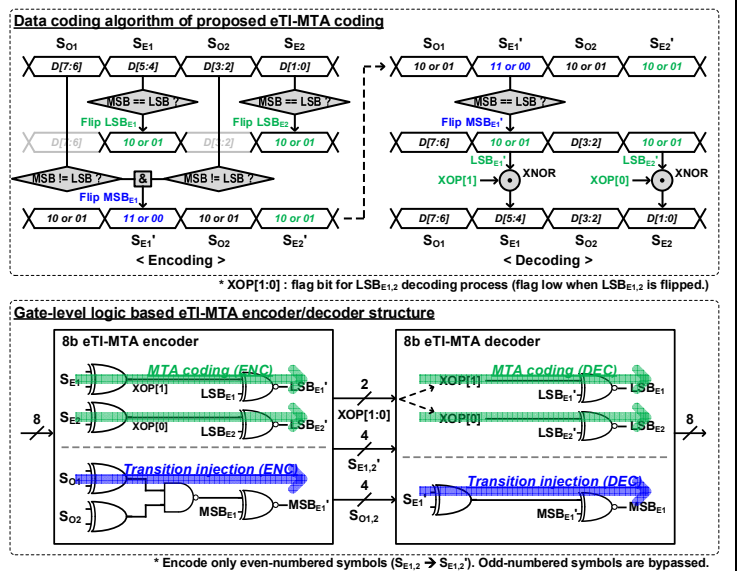 Data coding algorithm of proposed eTI-MTA coding
SO1 SE1 SO2 SE2
D[7:6] D[5:4] D[3:2] D[1:0]
MSB == LSB ? MSB == LSB ?
Flip LSBE1 Flip LSBE2
D[7:6] 10 or 01 D[3:2] 10 or 01
MSB != LSB ? & MSB != LSB ?
Flip MSBE1
10 or 01 11 or 00 10 or 01 10 or 01
SE1' SO2 SE2'
< Encoding >
SO1 SE1' SO2 SE2'
10 or 01 11 or 00 10 or 01 10 or 01
MSB == LSB ?
Flip MSBE1'
D[7:6] 10 or 01 D[3:2] 10 or 01
LSBE1' LSBE2'
XOP[1] XNOR XOP[0] XNOR
D[7:6] D[5:4] D[3:2] D[1:0]
SO1 SE1 SO2 SE2
< Decoding >
* XOP[1:0] : flag bit for LSBE1,2 decoding process (flag low when LSBE1,2 is flipped.)
Gate-level logic based eTI-MTA encoder/decoder structure
8b eTI-MTA encoder
MTA coding (ENC)
SE1 XOP[1] LSBE1 LSBE1'
SE2 XOP[0] LSBE2 LSBE2'
8
Transition injection (ENC)
SO1
SO2 MSBE1 MSBE1'
2
XOP[1:0]
4
SE1,2'
4
SO1,2
8b eTI-MTA decoder
MTA coding (DEC)
XOP[1] LSBE1' LSBE1
XOP[0] LSBE2' LSBE2
8
Transition injection (DEC)
SE1' MSBE1' MSBE1
* Encode only even-numbered symbols (SE1,2 → SE1,2'). Odd-numbered symbols are bypassed.